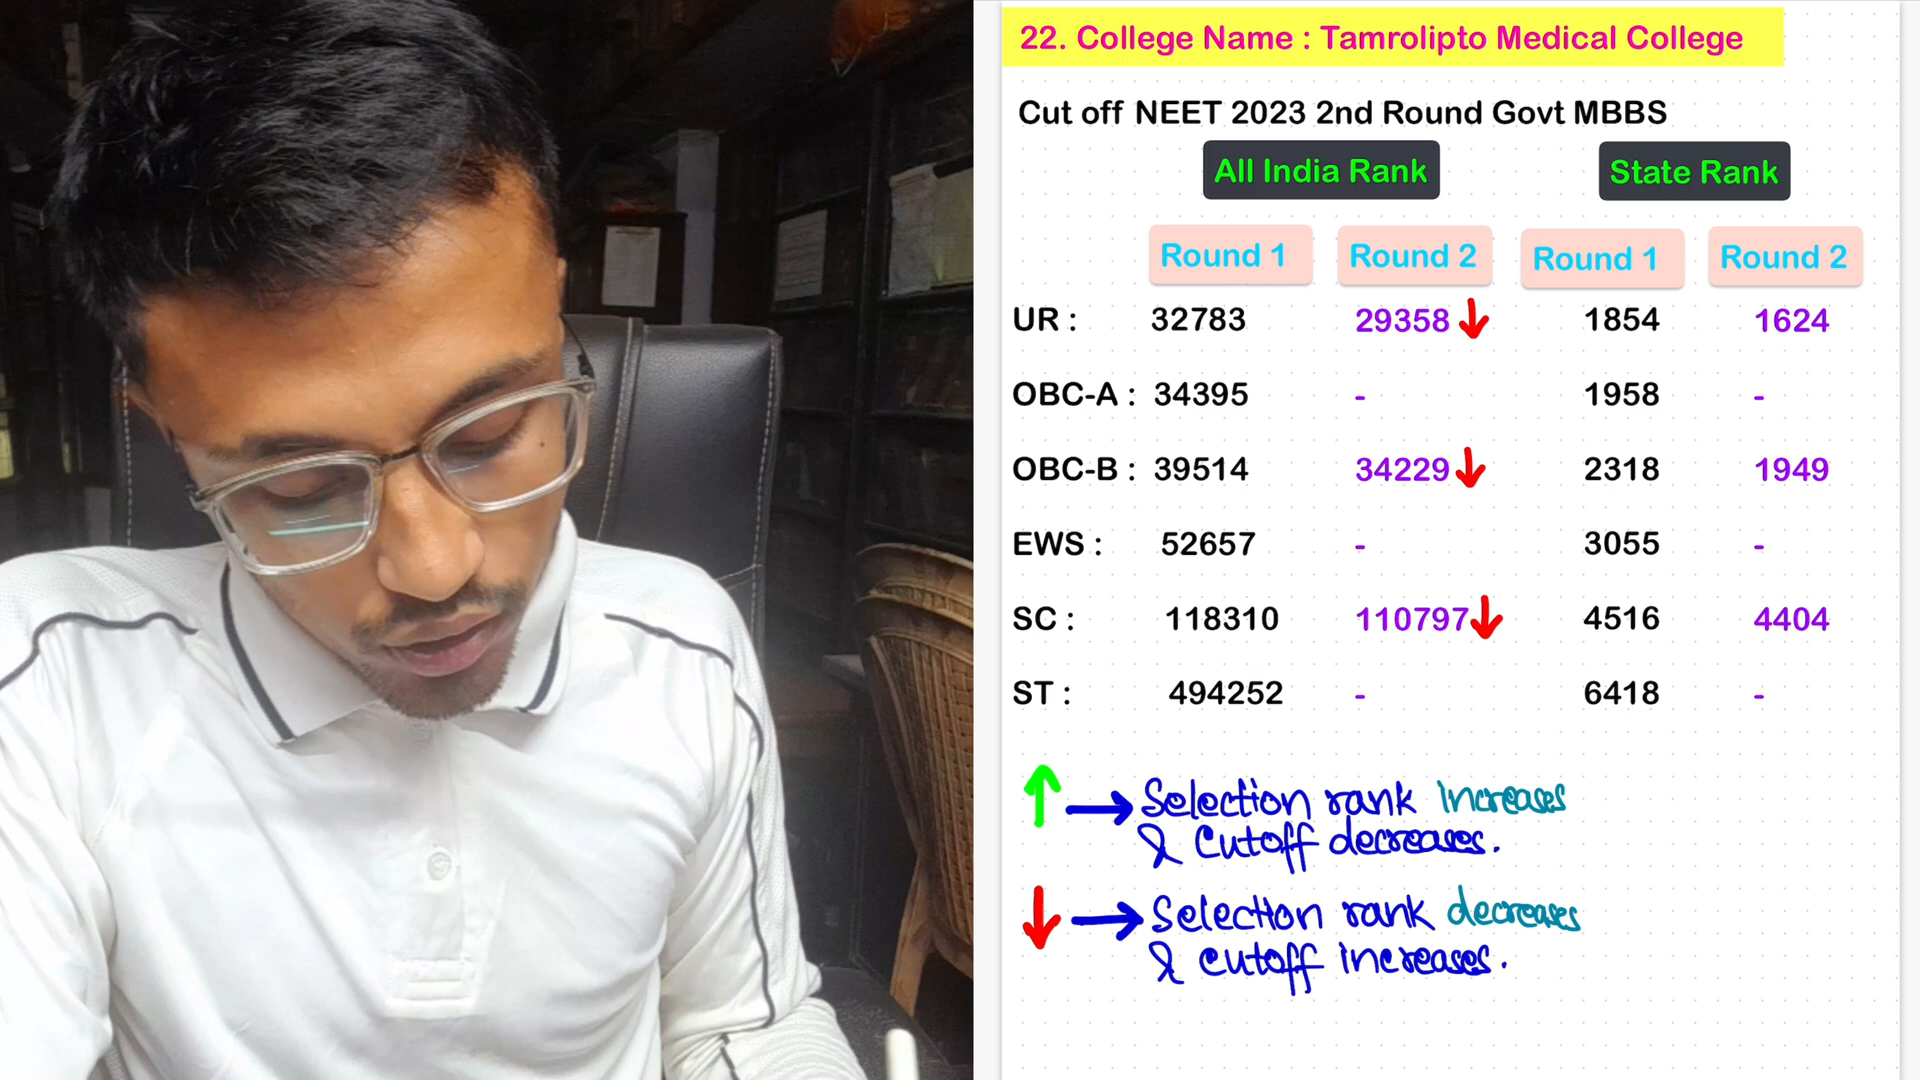 22. College Name : Tamrolipto Medical College
Cut off NEET 2023 2nd Round Govt MBBS
All India Rank State Rank
Round 1 Round 2 Round 1 Round 2
UR : 32783 29358 1854 1624
OBC-A : 34395 - 1958 -
OBC-B : 39514 34229 2318 1949
EWS : 52657 - 3055 -
SC : 118310 110797 4516 4404
ST : 494252 - 6418 -
Selection rank increases
& Cutoff decreases.
Selection rank decreases
& cutoff increases.